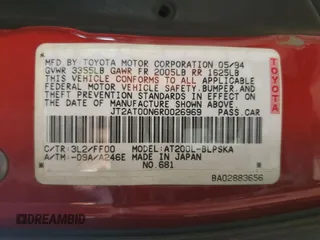 MFD. BY TOYOTA MOTOR CORPORATION 05/94
GVWR 3355LB GAWR FR 2005LB RR 1625LB
THIS VEHICLE CONFORMS TO ALL APPLICABLE
FEDERAL MOTOR VEHICLE SAFETY, BUMPER, AND
THEFT PREVENTION STANDARDS IN EFFECT ON
THE DATE OF MANUFACTURE SHOWN ABOVE.
JT2AT00N6R0026969 PASS.CAR
C/TR:3L2/FF00 MODEL:AT200L-BLPSKA
A/TM:-09A/A246E MADE IN JAPAN
NO.681
BA02883656
TOYOTA
© DREAMBID
DREAMBID.COM